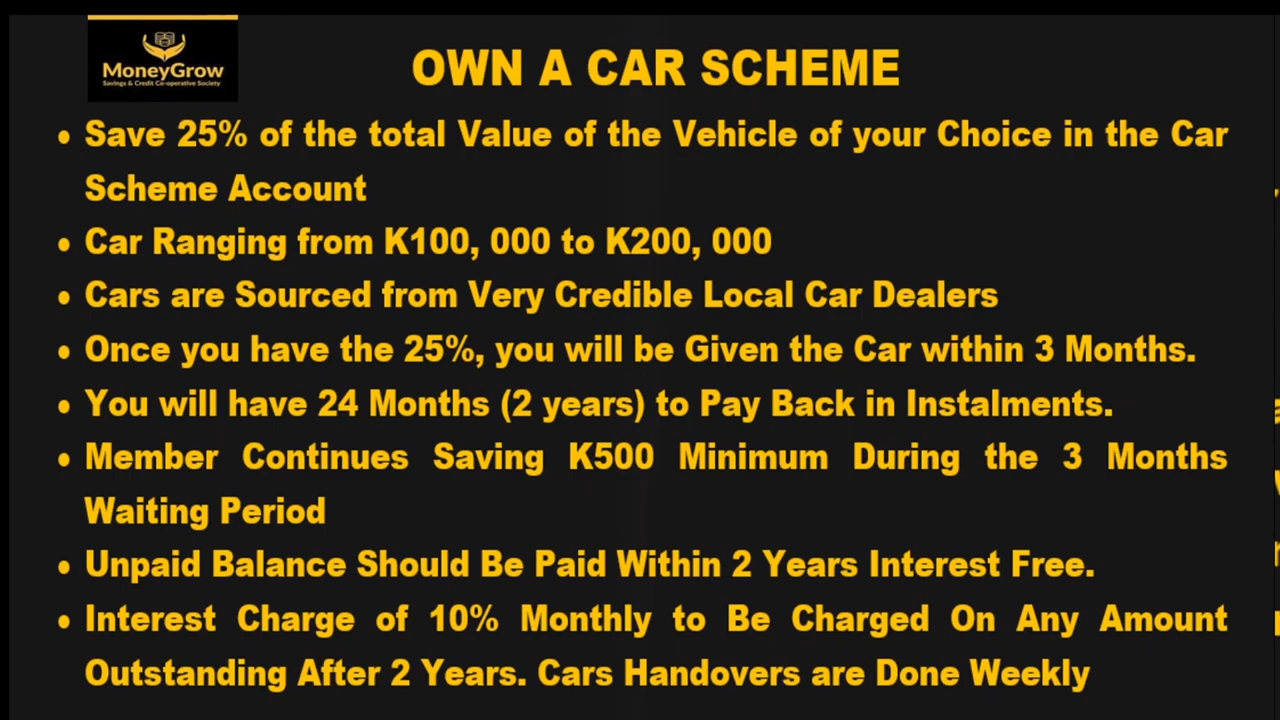 MoneyGrow
Savings & Credit Co-operative Society
OWN A CAR SCHEME
• Save 25% of the total Value of the Vehicle of your Choice in the Car
Scheme Account
• Car Ranging from K100, 000 to K200, 000
• Cars are Sourced from Very Credible Local Car Dealers
• Once you have the 25%, you will be Given the Car within 3 Months.
• You will have 24 Months (2 years) to Pay Back in Instalments.
• Member Continues Saving K500 Minimum During the 3 Months
Waiting Period
• Unpaid Balance Should Be Paid Within 2 Years Interest Free.
• Interest Charge of 10% Monthly to Be Charged On Any Amount
Outstanding After 2 Years. Cars Handovers are Done Weekly